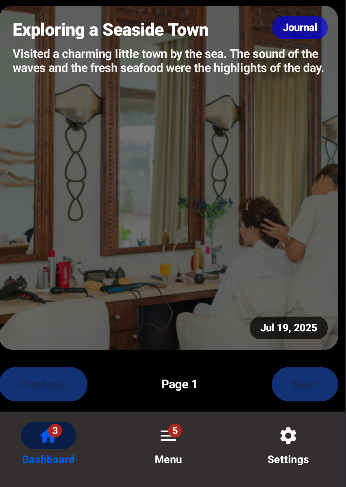 Exploring a Seaside Town
Journal
Visited a charming little town by the sea. The sound of the
waves and the fresh seafood were the highlights of the day.
Jul 19, 2025
Previous
Page 1
Next
3
5
Dashboard
Menu
Settings